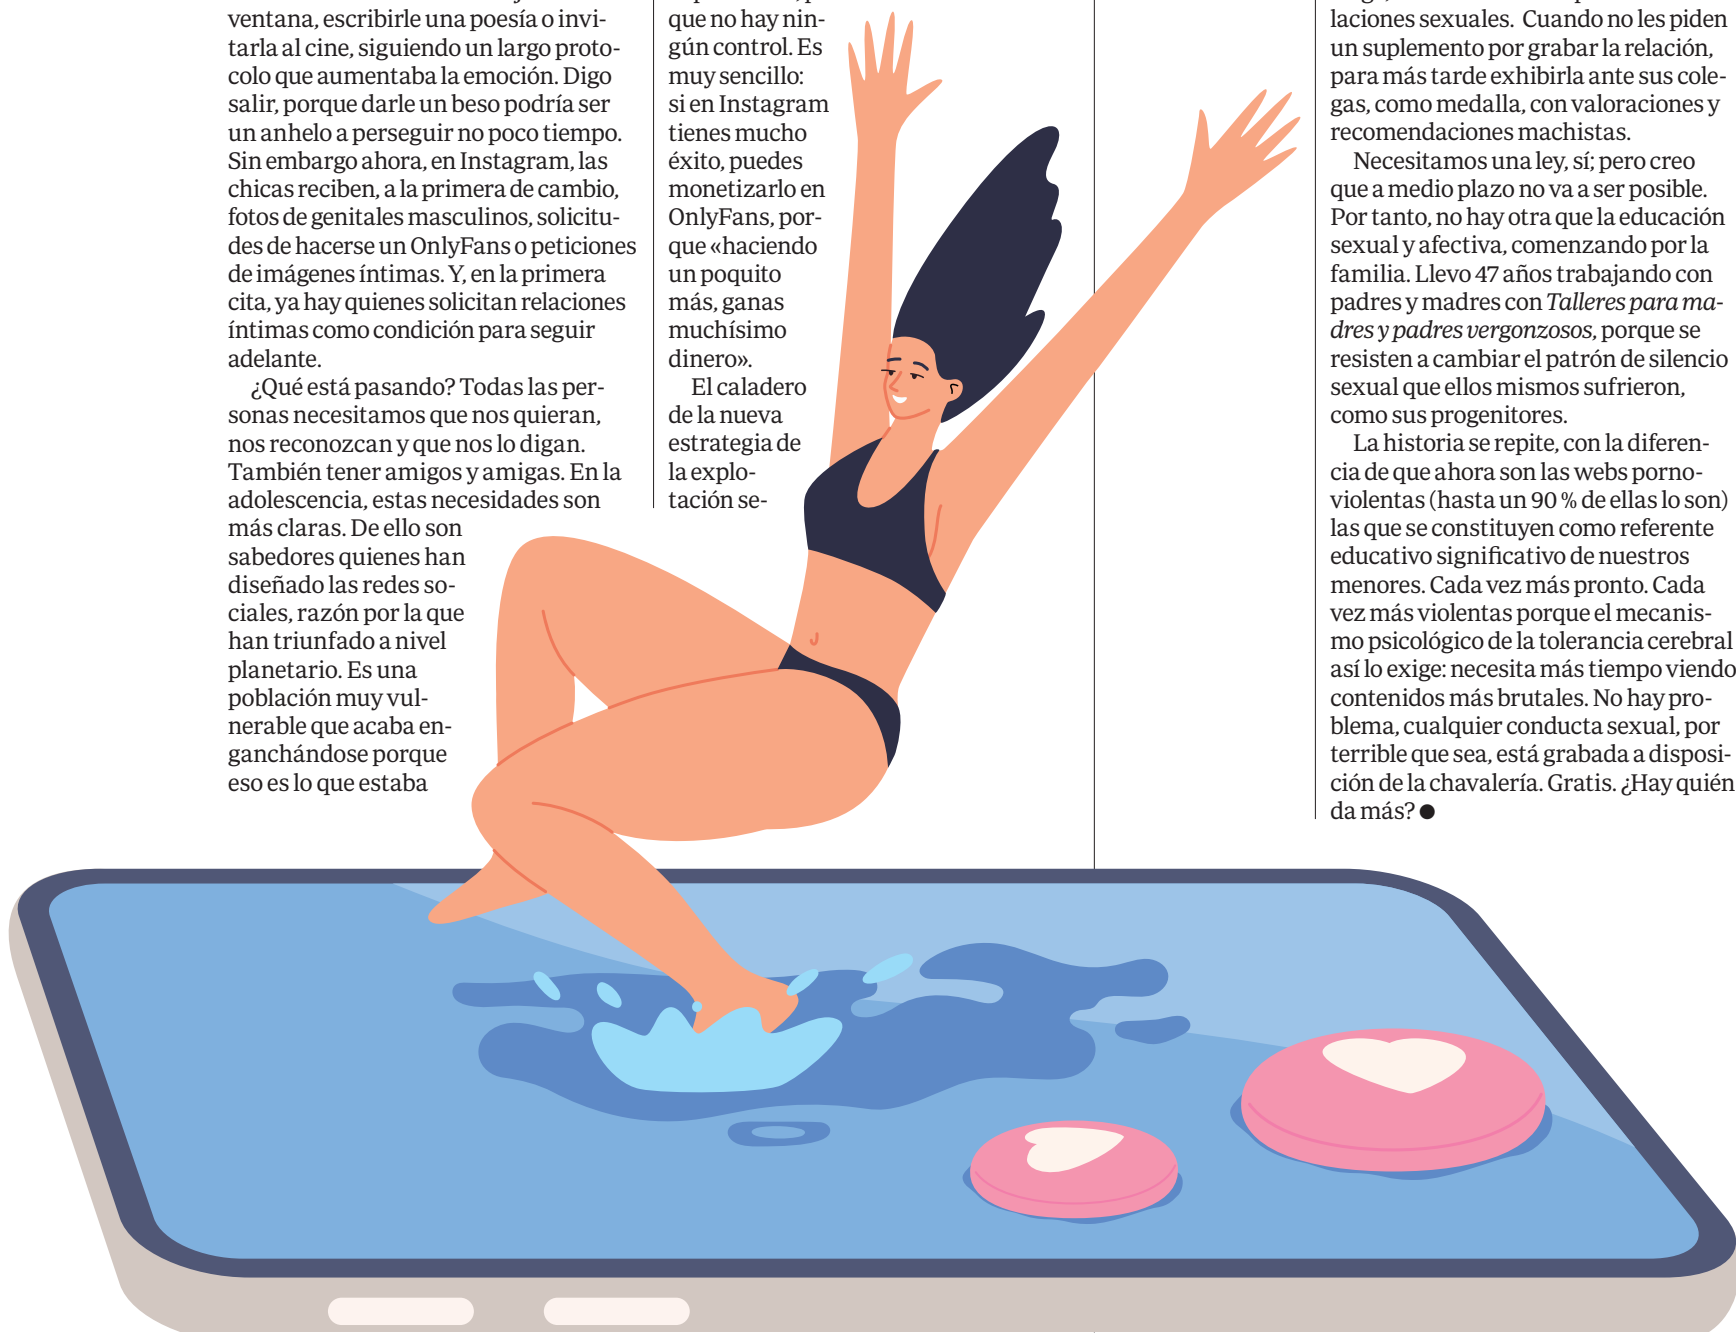 ventana, escribirle una poesía o invi-
tarla al cine, siguiendo un largo proto-
colo que aumentaba la emoción. Digo
salir, porque darle un beso podría ser
un anhelo a perseguir no poco tiempo.
Sin embargo ahora, en Instagram, las
chicas reciben, a la primera de cambio,
fotos de genitales masculinos, solicitu-
des de hacerse un OnlyFans o peticiones
de imágenes íntimas. Y, en la primera
cita, ya hay quienes solicitan relaciones
íntimas como condición para seguir
adelante.
¿Qué está pasando? Todas las per-
sonas necesitamos que nos quieran,
nos reconozcan y que nos lo digan.
También tener amigos y amigas. En la
adolescencia, estas necesidades son
más claras. De ello son
sabedores quienes han
diseñado las redes so-
ciales, razón por la que
han triunfado a nivel
planetario. Es una
población muy vul-
nerable que acaba en-
ganchándose porque
eso es lo que estaba
que no hay nin-
gún control. Es
muy sencillo:
si en Instagram
tienes mucho
éxito, puedes
monetizarlo en
OnlyFans, por-
que «haciendo
un poquito
más, ganas
muchísimo
dinero».
El caladero
de la nueva
estrategia de
la explo-
tación se-
laciones sexuales. Cuando no les piden
un suplemento por grabar la relación,
para más tarde exhibirla ante sus cole-
gas, como medalla, con valoraciones y
recomendaciones machistas.
Necesitamos una ley, sí; pero creo
que a medio plazo no va a ser posible.
Por tanto, no hay otra que la educación
sexual y afectiva, comenzando por la
familia. Llevo 47 años trabajando con
padres y madres con Talleres para ma-
dres y padres vergonzosos, porque se
resisten a cambiar el patrón de silencio
sexual que ellos mismos sufrieron,
como sus progenitores.
La historia se repite, con la diferen-
cia de que ahora son las webs porno-
violentas (hasta un 90 % de ellas lo son)
las que se constituyen como referente
educativo significativo de nuestros
menores. Cada vez más pronto. Cada
vez más violentas porque el mecanis-
mo psicológico de la tolerancia cerebral
así lo exige: necesita más tiempo viendo
contenidos más brutales. No hay pro-
blema, cualquier conducta sexual, por
terrible que sea, está grabada a disposi-
ción de la chavalería. Gratis. ¿Hay quién
da más? ●